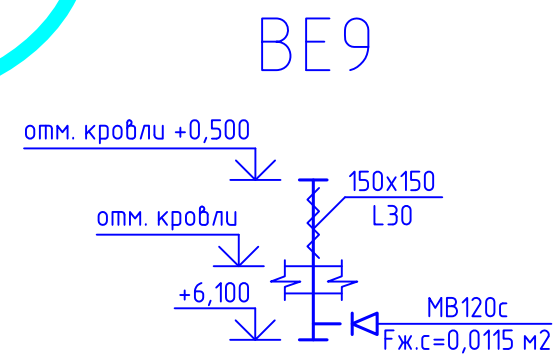 ВЕ9
отм. кровли +0,500
150х150
L30
отм. кровли
+6,100
МВ120с
Fж.с=0,0115 м2